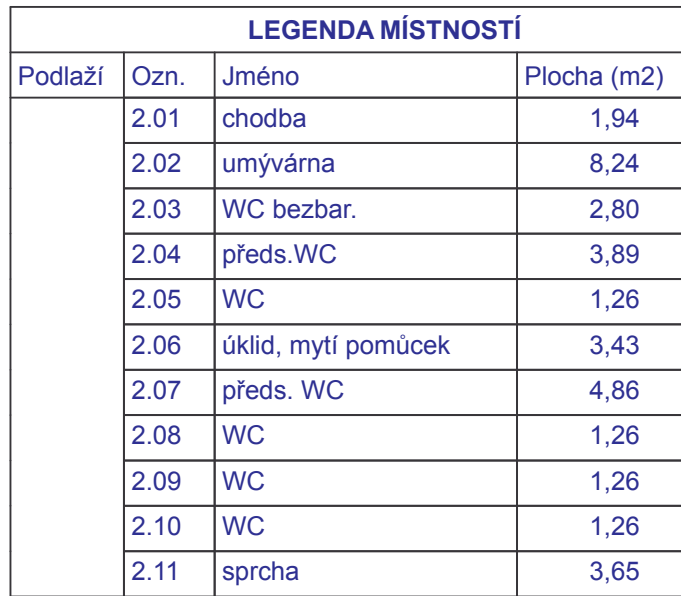 LEGENDA MÍSTNOSTÍ
Podlaží Ozn. Jméno Plocha (m2)
2.01 chodba 1,94
2.02 umývárna 8,24
2.03 WC bezbar. 2,80
2.04 předs.WC 3,89
2.05 WC 1,26
2.06 úklid, mytí pomůcek 3,43
2.07 předs. WC 4,86
2.08 WC 1,26
2.09 WC 1,26
2.10 WC 1,26
2.11 sprcha 3,65